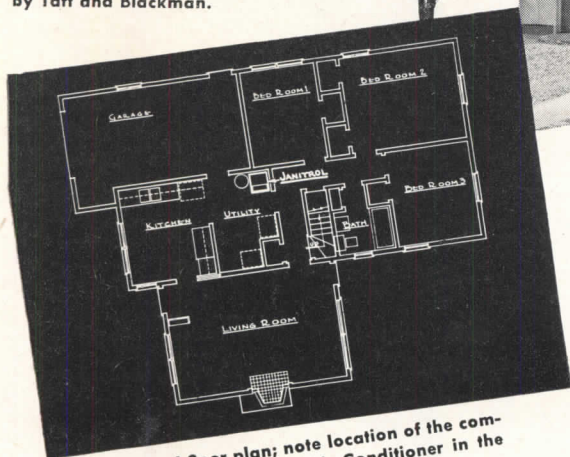 by Taff and Blackman.
GARAGE
BED ROOM 1
BED ROOM 2
JANITROL
KITCHEN
UTILITY
BATH
BED ROOM 3
UP
LIVING ROOM
floor plan; note location of the com-
Conditioner in the